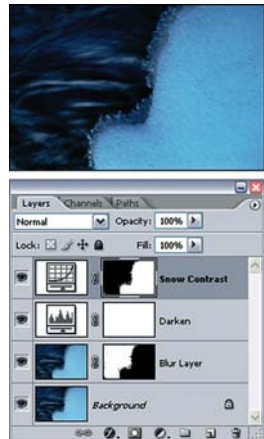 Layers Channels Paths
Normal Opacity: 100%
Lock: Fill: 100%
Snow Contrast
Darken
Blur Layer
Background